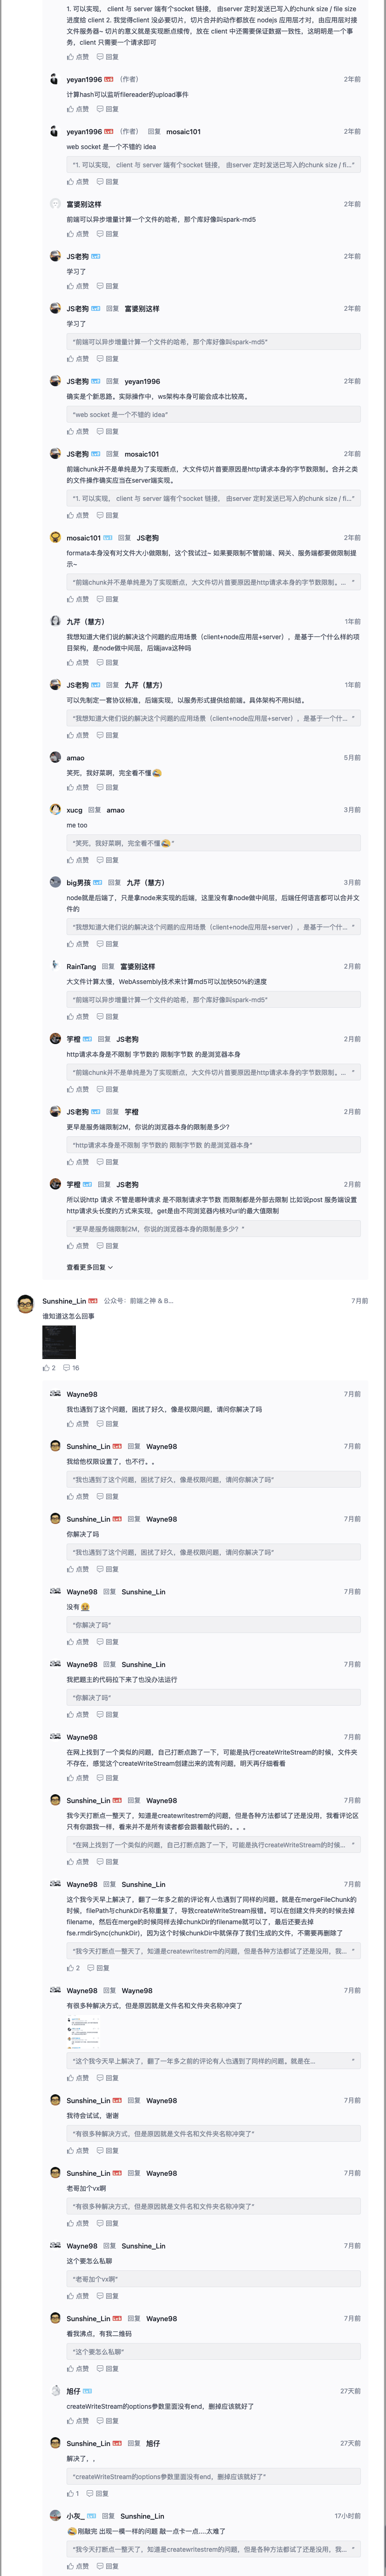 1. 可以实现， client 与 server 端有个socket 链接， 由server 定时发送已写入的chunk size / file size
进度给 client 2. 我觉得client 没必要切片，切片合并的动作都放在 nodejs 应用层才对，由应用层对接
文件服务器~ 切片的意义就是实现断点续传，放在 client 中还需要保证数据一致性，这明明是一个事
务，client 只需要一个请求即可
点赞 回复
yeyan1996 （作者） 2年前
计算hash可以监听filereader的upload事件
点赞 回复
yeyan1996 （作者） 回复 mosaic101 2年前
web socket 是一个不错的 idea
“1. 可以实现， client 与 server 端有个socket 链接， 由server 定时发送已写入的chunk size / fi...”
点赞 回复
富婆别这样 2年前
前端可以异步增量计算一个文件的哈希，那个库好像叫spark-md5
点赞 回复
JS老狗 2年前
学习了
点赞 回复
JS老狗 回复 富婆别这样 2年前
学习了
“前端可以异步增量计算一个文件的哈希，那个库好像叫spark-md5”
点赞 回复
JS老狗 回复 yeyan1996 2年前
确实是个新思路。实际操作中，ws架构本身可能会成本比较高。
“web socket 是一个不错的 idea”
点赞 回复
JS老狗 回复 mosaic101 2年前
前端chunk并不是单纯是为了实现断点，大文件切片首要原因是http请求本身的字节数限制。合并之类
的文件操作确实应当在server端实现。
“1. 可以实现， client 与 server 端有个socket 链接， 由server 定时发送已写入的chunk size / fi...”
点赞 回复
mosaic101 回复 JS老狗 2年前
formata本身没有对文件大小做限制，这个我试过~ 如果要限制不管前端、网关、服务端都要做限制提
示~
“前端chunk并不是单纯是为了实现断点，大文件切片首要原因是http请求本身的字节数限制。... ”
点赞 回复
九芹（慧方） 1年前
我想知道大佬们说的解决这个问题的应用场景（client+node应用层+server），是基于一个什么样的项
目架构，是node做中间层，后端java这种吗
点赞 回复
JS老狗 回复 九芹（慧方） 1年前
可以先制定一套协议标准，后端实现，以服务形式提供给前端。具体架构不用纠结。
“我想知道大佬们说的解决这个问题的应用场景（client+node应用层+server），是基于一个什... ”
点赞 回复
amao 5月前
笑死，我好菜啊，完全看不懂😂
点赞 回复
xucg 回复 amao 3月前
me too
“笑死，我好菜啊，完全看不懂😂”
点赞 回复
big男孩 回复 九芹（慧方） 3月前
node就是后端了，只是拿node来实现的后端，这里没有拿node做中间层，后端任何语言都可以合并文
件的
“我想知道大佬们说的解决这个问题的应用场景（client+node应用层+server），是基于一个什... ”
点赞 回复
RainTang 回复 富婆别这样 2月前
大文件计算太慢，WebAssembly技术来计算md5可以加快50%的速度
“前端可以异步增量计算一个文件的哈希，那个库好像叫spark-md5”
点赞 回复
芋橙 回复 JS老狗 2月前
http请求本身是不限制 字节数的 限制字节数 的是浏览器本身
“前端chunk并不是单纯是为了实现断点，大文件切片首要原因是http请求本身的字节数限制。... ”
点赞 回复
JS老狗 回复 芋橙 2月前
更早是服务端限制2M，你说的浏览器本身的限制是多少？
“http请求本身是不限制 字节数的 限制字节数 的是浏览器本身”
点赞 回复
芋橙 回复 JS老狗 2月前
所以说http 请求 不管是哪种请求 是不限制请求字节数 而限制都是外部去限制 比如说post 服务端设置
http请求头长度的方式来实现，get是由不同浏览器内核对url的最大值限制
“更早是服务端限制2M，你说的浏览器本身的限制是多少？”
点赞 回复
查看更多回复
Sunshine_Lin 公众号：前端之神 & B... 7月前
谁知道这怎么回事
2 16
Wayne98 7月前
我也遇到了这个问题，困扰了好久，像是权限问题，请问你解决了吗
点赞 回复
Sunshine_Lin 回复 Wayne98 7月前
我给他权限设置了，也不行。。
“我也遇到了这个问题，困扰了好久，像是权限问题，请问你解决了吗”
点赞 回复
Sunshine_Lin 回复 Wayne98 7月前
你解决了吗
“我也遇到了这个问题，困扰了好久，像是权限问题，请问你解决了吗”
点赞 回复
Wayne98 回复 Sunshine_Lin 7月前
没有
“你解决了吗”
点赞 回复
Wayne98 回复 Sunshine_Lin 7月前
我把题主的代码拉下来了也没办法运行
“你解决了吗”
点赞 回复
Wayne98 7月前
在网上找到了一个类似的问题，自己打断点跑了一下，可能是执行createWriteStream的时候，文件夹
不存在，感觉这个createWriteStream创建出来的流有问题，明天再仔细看看
点赞 回复
Sunshine_Lin 回复 Wayne98 7月前
我今天打断点一整天了，知道是createwritestrem的问题，但是各种方法都试了还是没用，我看评论区
只有你跟我一样，看来并不是所有读者都会跟着敲代码的。。。
“在网上找到了一个类似的问题，自己打断点跑了一下，可能是执行createWriteStream的时候... ”
点赞 回复
Wayne98 回复 Sunshine_Lin 7月前
这个我今天早上解决了，翻了一年多之前的评论有人也遇到了同样的问题。就是在mergeFileChunk的
时候，filePath与chunkDir名称重复了，导致createWriteStream报错。可以在创建文件夹的时候去掉
filename，然后在merge的时候同样去掉chunkDir的filename就可以了，最后还要去掉
fse.rmdirSync(chunkDir)，因为这个时候chunkDir中就保存了我们生成的文件，不需要再删除了
“我今天打断点一整天了，知道是createwritestrem的问题，但是各种方法都试了还是没用，我... ”
2 回复
Wayne98 回复 Wayne98 7月前
有很多种解决方式，但是原因就是文件名和文件夹名称冲突了
“这个我今天早上解决了，翻了一年多之前的评论有人也遇到了同样的问题。就是在... ”
点赞 回复
Sunshine_Lin 回复 Wayne98 7月前
我待会试试，谢谢
“有很多种解决方式，但是原因就是文件名和文件夹名称冲突了”
点赞 回复
Sunshine_Lin 回复 Wayne98 7月前
老哥加个vx啊
“有很多种解决方式，但是原因就是文件名和文件夹名称冲突了”
点赞 回复
Wayne98 回复 Sunshine_Lin 7月前
这个要怎么私聊
“老哥加个vx啊”
点赞 回复
Sunshine_Lin 回复 Wayne98 7月前
看我沸点，有我二维码
“这个要怎么私聊”
点赞 回复
旭仔 27天前
createWriteStream的options参数里面没有end，删掉应该就好了
点赞 回复
Sunshine_Lin 回复 旭仔 27天前
解决了，，
“createWriteStream的options参数里面没有end，删掉应该就好了”
1 回复
小灰_ 回复 Sunshine_Lin 17小时前
😂刚敲完 出现一模一样的问题 敲一点卡一点....太难了
“我今天打断点一整天了，知道是createwritestrem的问题，但是各种方法都试了还是没用，我... ”
点赞 回复